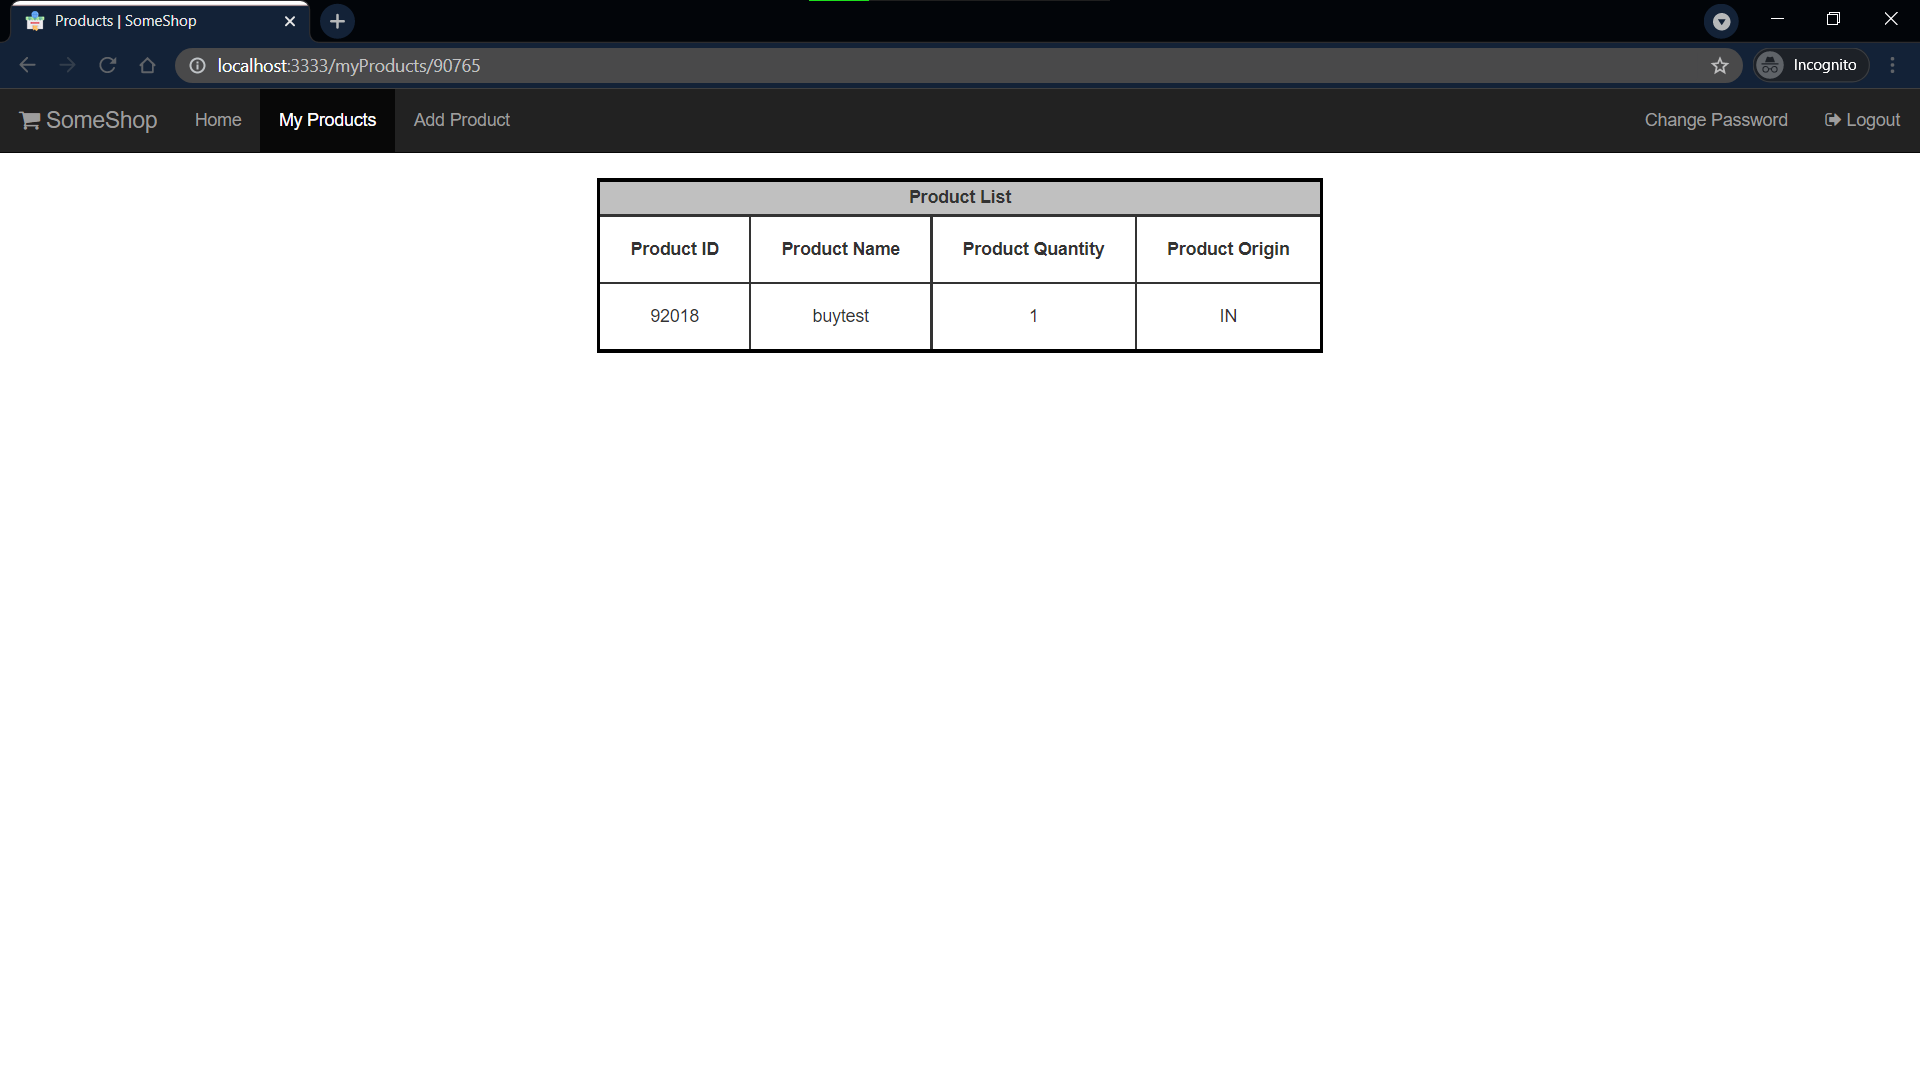 Products | SomeShop
localhost:3333/myProducts/90765
Incognito
SomeShop Home My Products Add Product Change Password Logout
Product List
Product ID Product Name Product Quantity Product Origin
92018 buytest 1 IN